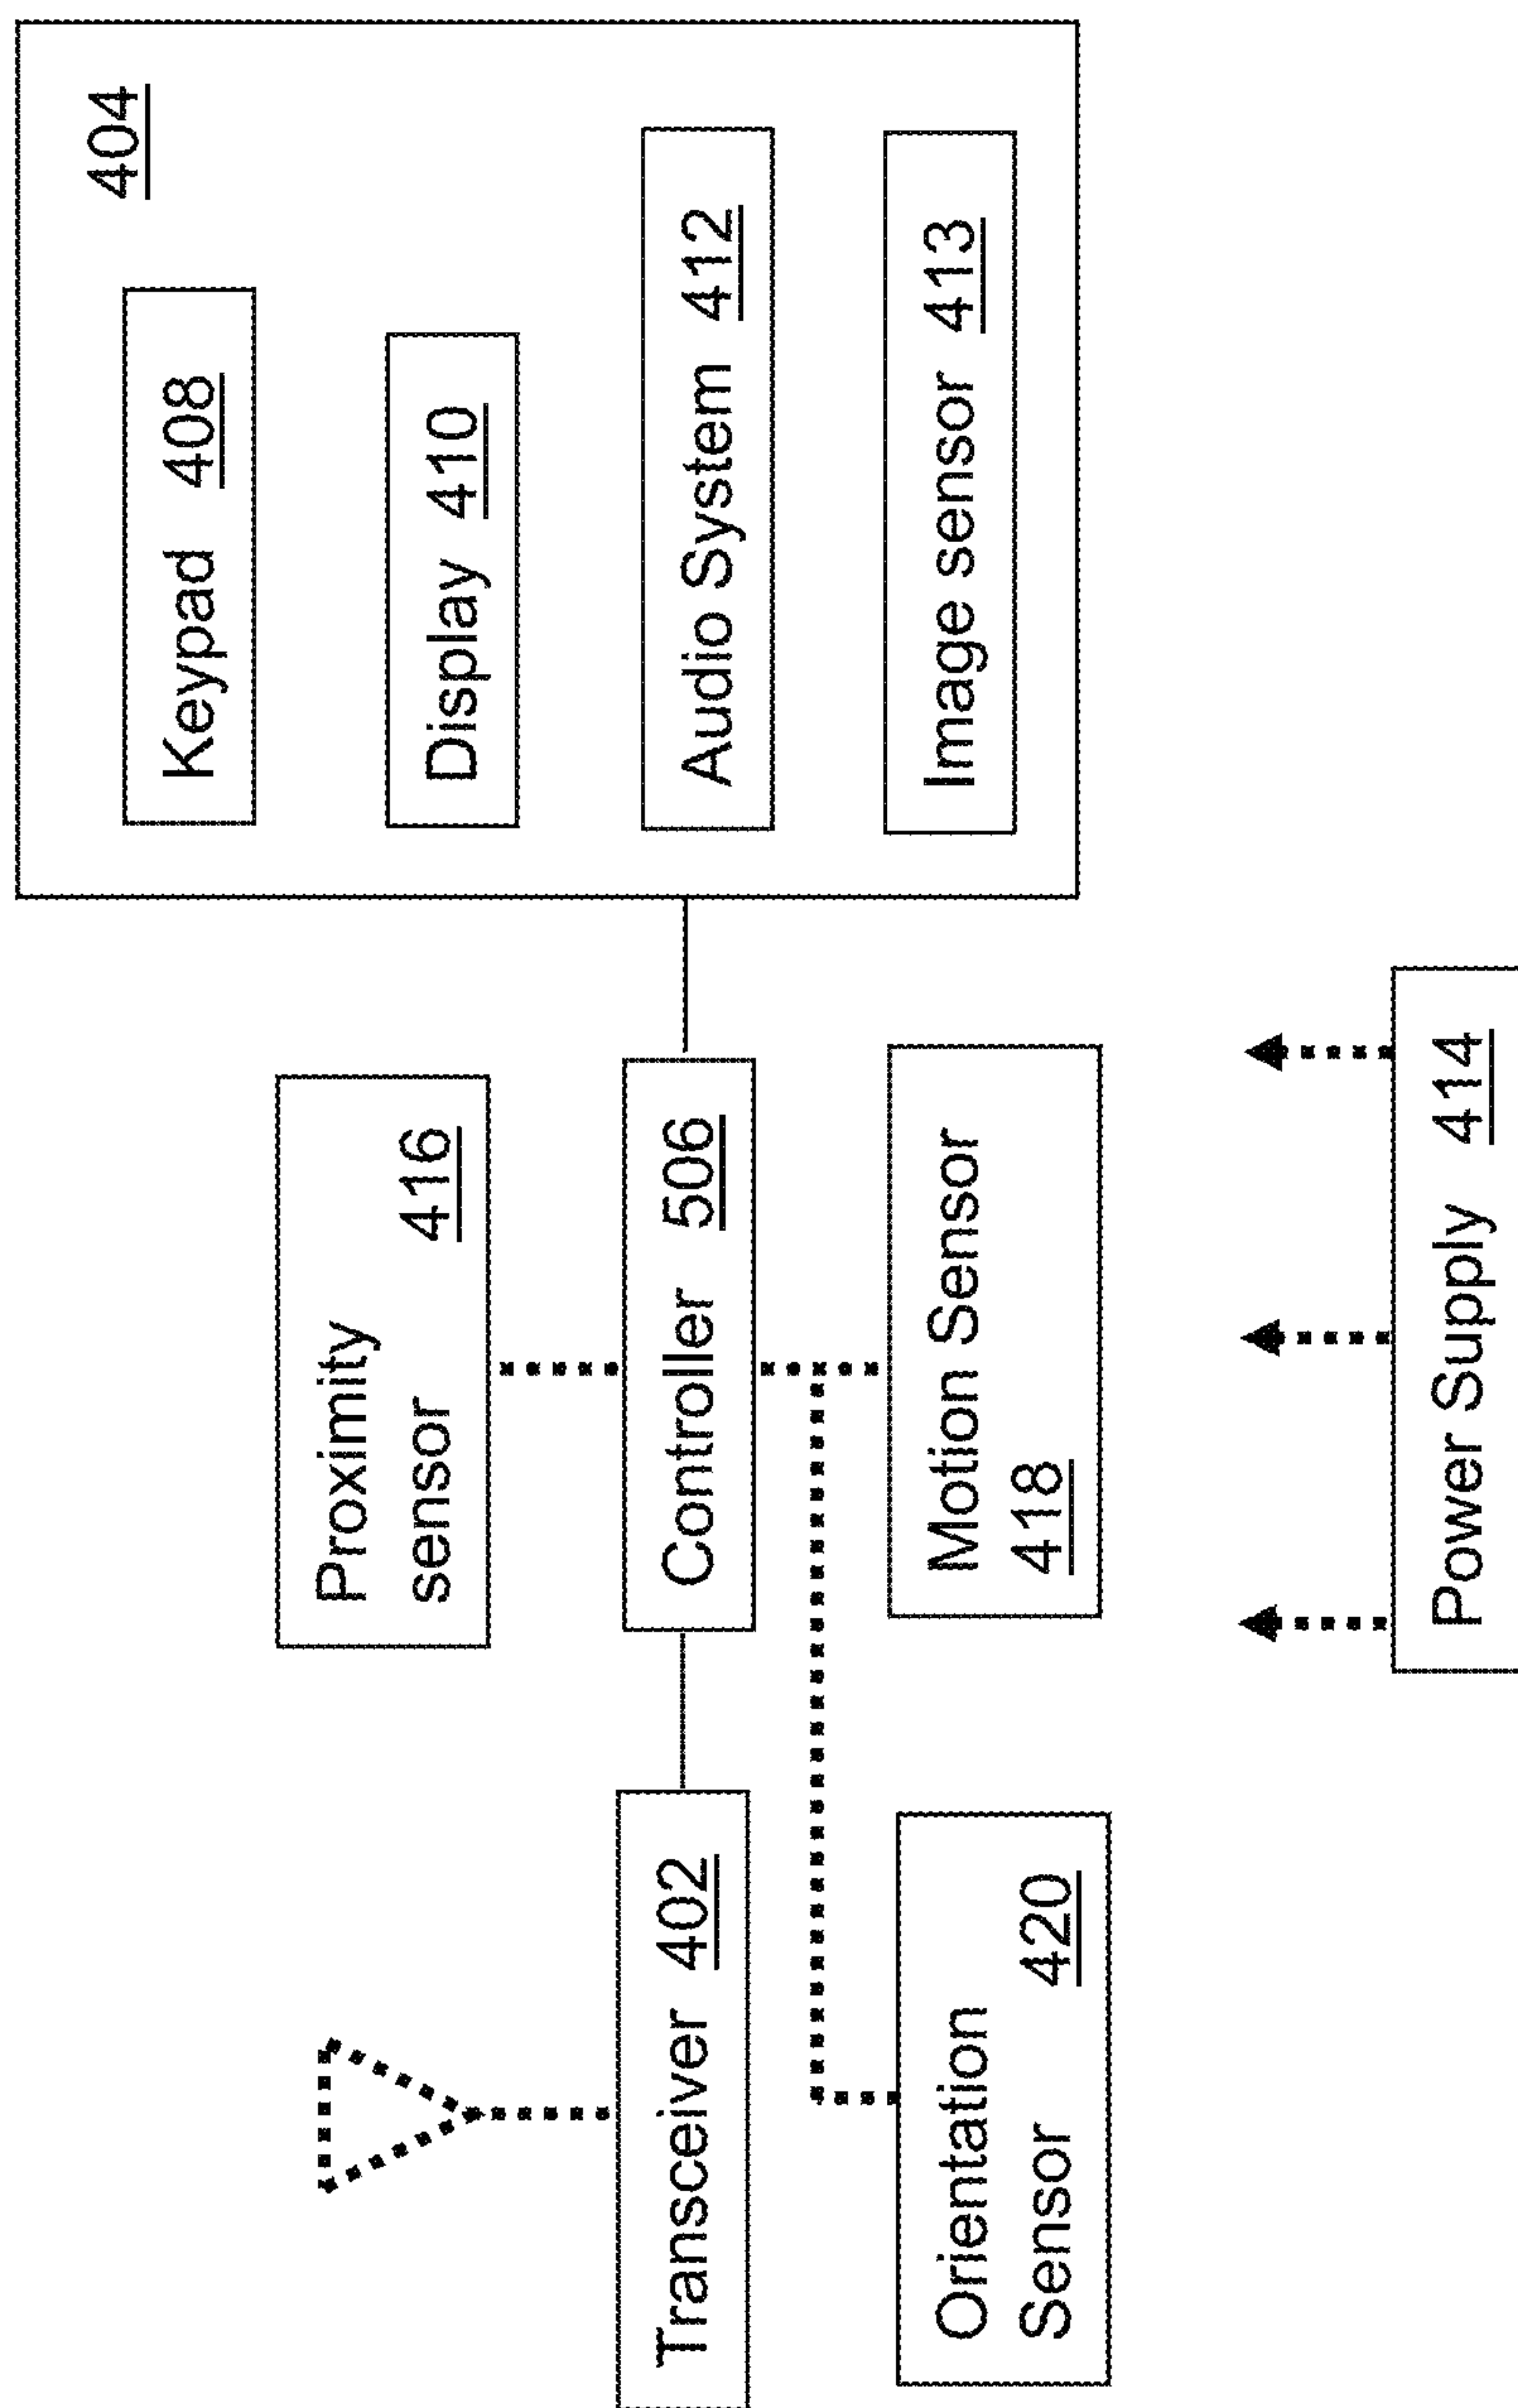 404
Keypad 408
Display 410
Audio System 412
Image sensor 413
Proximity
sensor 416
Controller 506
Transceiver 402
Motion Sensor
418
Orientation
Sensor 420
Power Supply 414